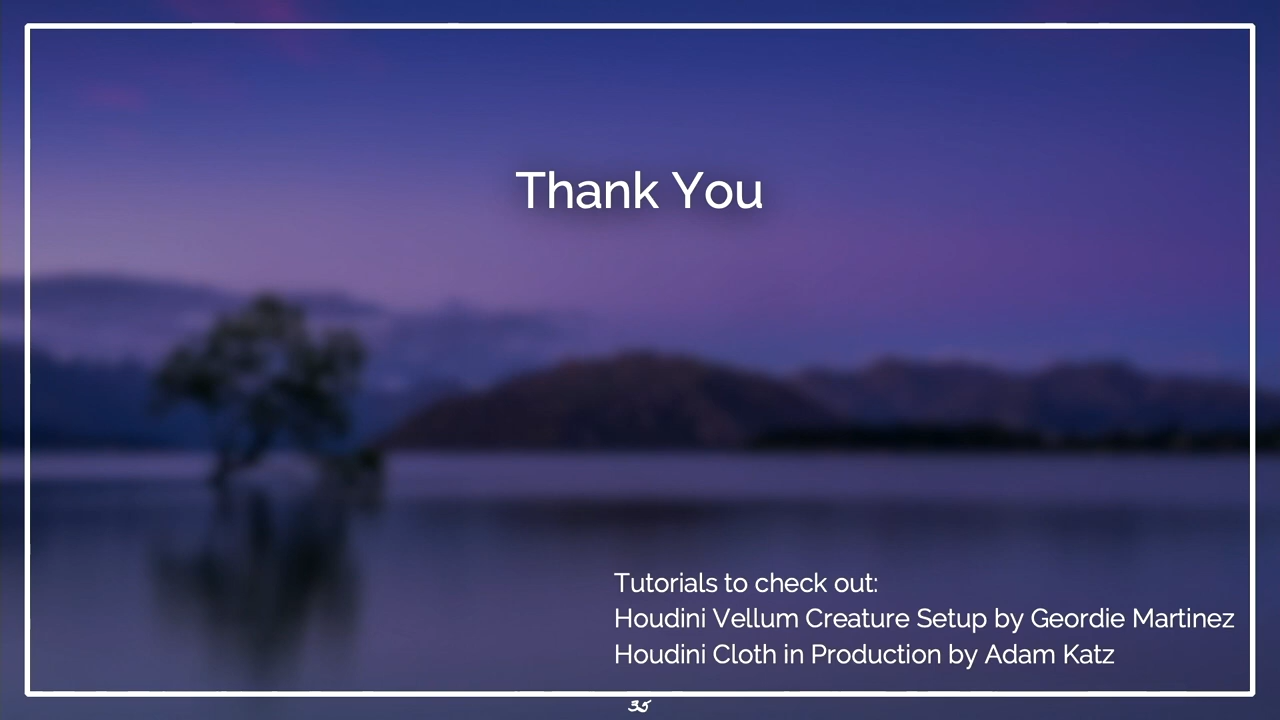 Thank You
Tutorials to check out:
Houdini Vellum Creature Setup by Geordie Martinez
Houdini Cloth in Production by Adam Katz
35